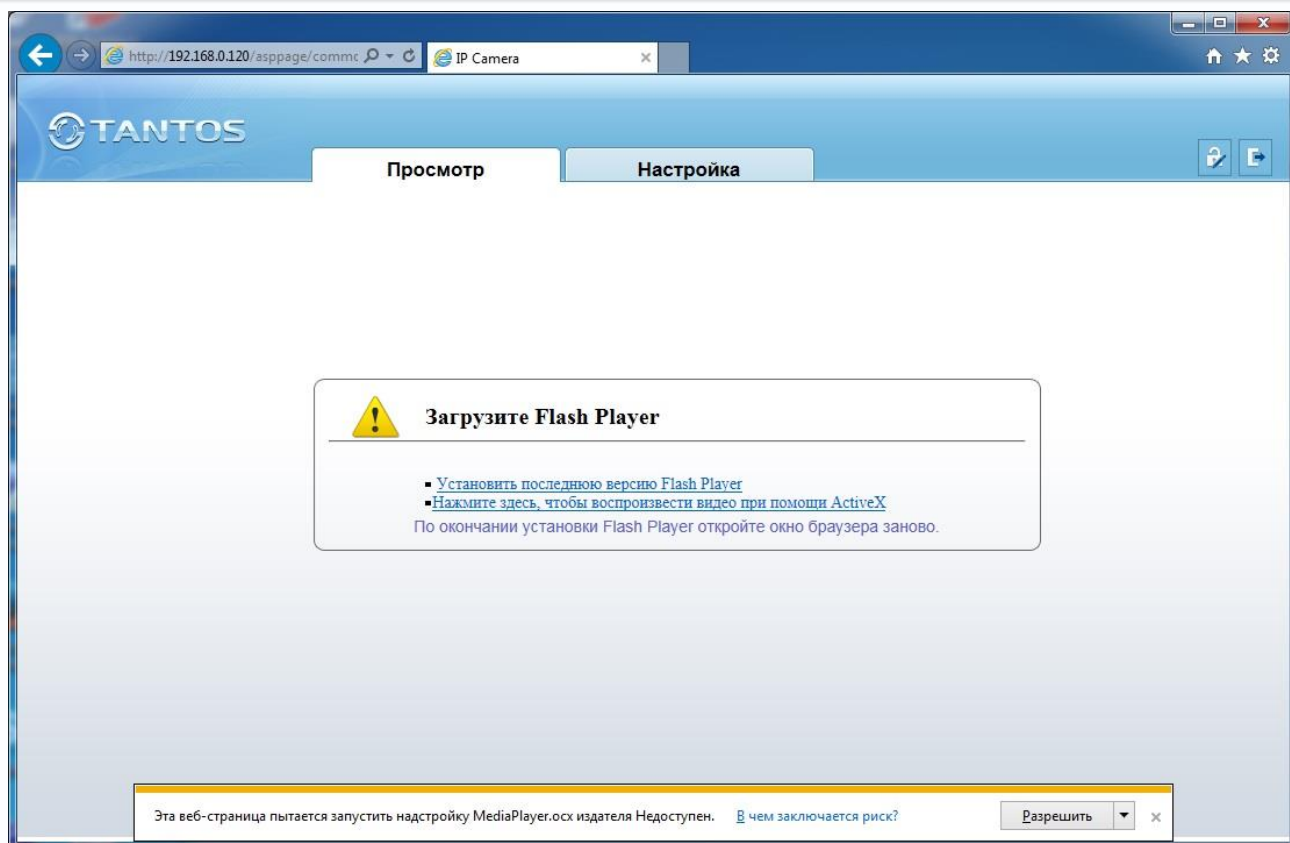 http://192.168.0.120/asppage/commo
IP Camera
TANTOS
Просмотр
Настройка
Загрузите Flash Player
Установить последнюю версию Flash Player
Нажмите здесь, чтобы воспроизвести видео при помощи ActiveX
По окончании установки Flash Player откройте окно браузера заново.
Эта веб-страница пытается запустить надстройку MediaPlayer.ocx издателя Недоступен. В чем заключается риск? Разрешить